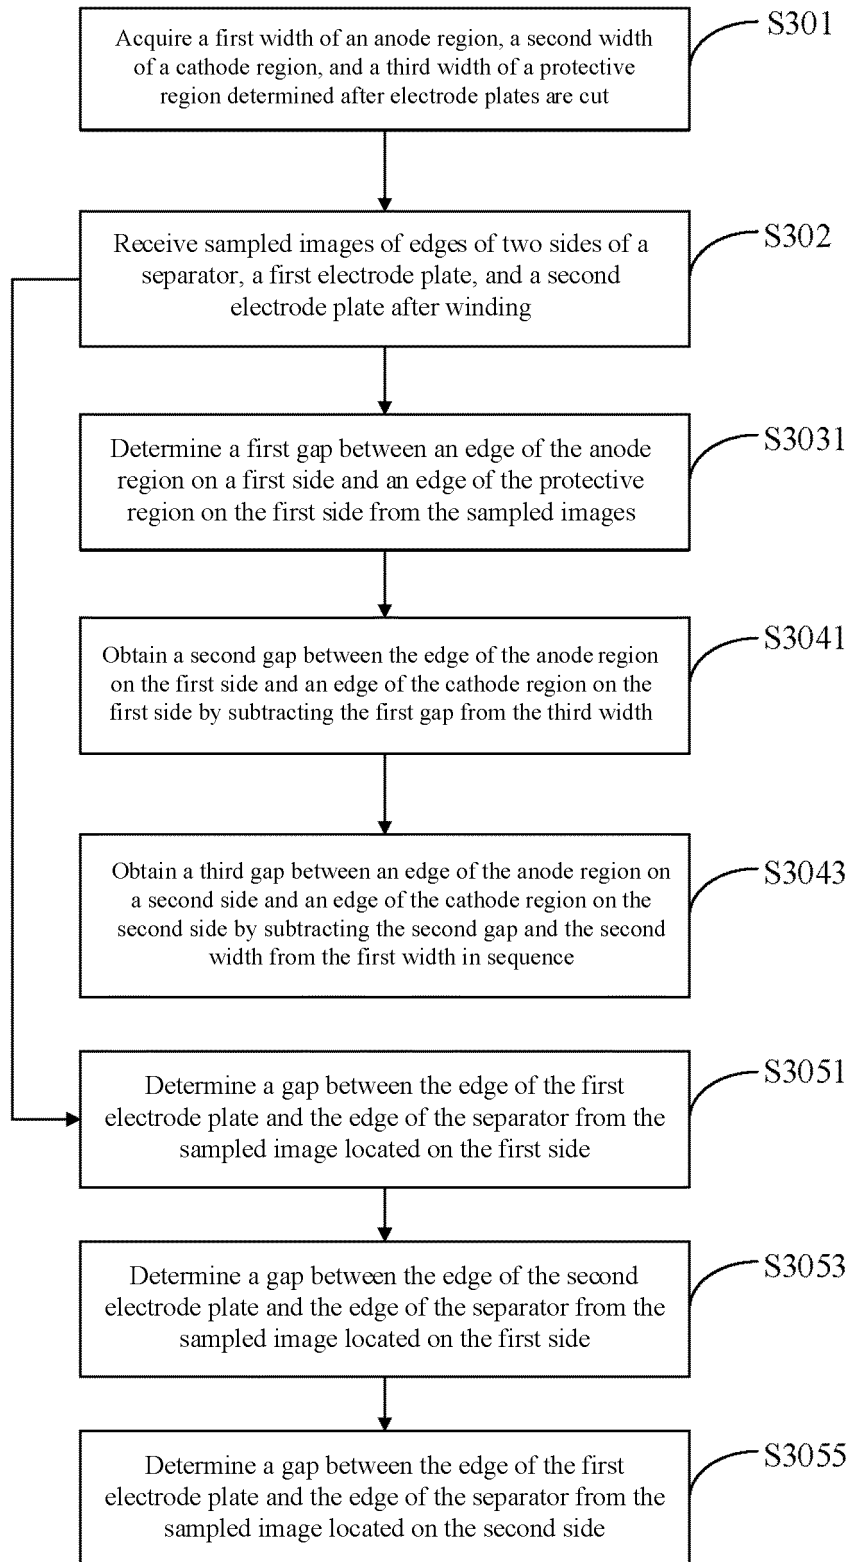 S301
Acquire a first width of an anode region, a second width
of a cathode region, and a third width of a protective
region determined after electrode plates are cut
S302
Receive sampled images of edges of two sides of a
separator, a first electrode plate, and a second
electrode plate after winding
S3031
Determine a first gap between an edge of the anode
region on a first side and an edge of the protective
region on the first side from the sampled images
S3041
Obtain a second gap between the edge of the anode region
on the first side and an edge of the cathode region on the
first side by subtracting the first gap from the third width
S3043
Obtain a third gap between an edge of the anode region on
a second side and an edge of the cathode region on the
second side by subtracting the second gap and the second
width from the first width in sequence
S3051
Determine a gap between the edge of the first
electrode plate and the edge of the separator from the
sampled image located on the first side
S3053
Determine a gap between the edge of the second
electrode plate and the edge of the separator from the
sampled image located on the first side
S3055
Determine a gap between the edge of the first
electrode plate and the edge of the separator from the
sampled image located on the second side